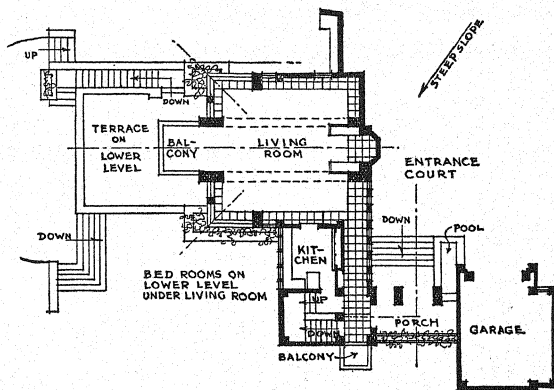 UP
STEEP SLOPE
DOWN
TERRACE
ON
LOWER
LEVEL
BAL-
CONY
LIVING
ROOM
ENTRANCE
COURT
DOWN
POOL
DOWN
KIT-
CHEN
BED ROOMS ON
LOWER LEVEL
UNDER LIVING ROOM
UP
DOWN
PORCH
GARAGE
BALCONY